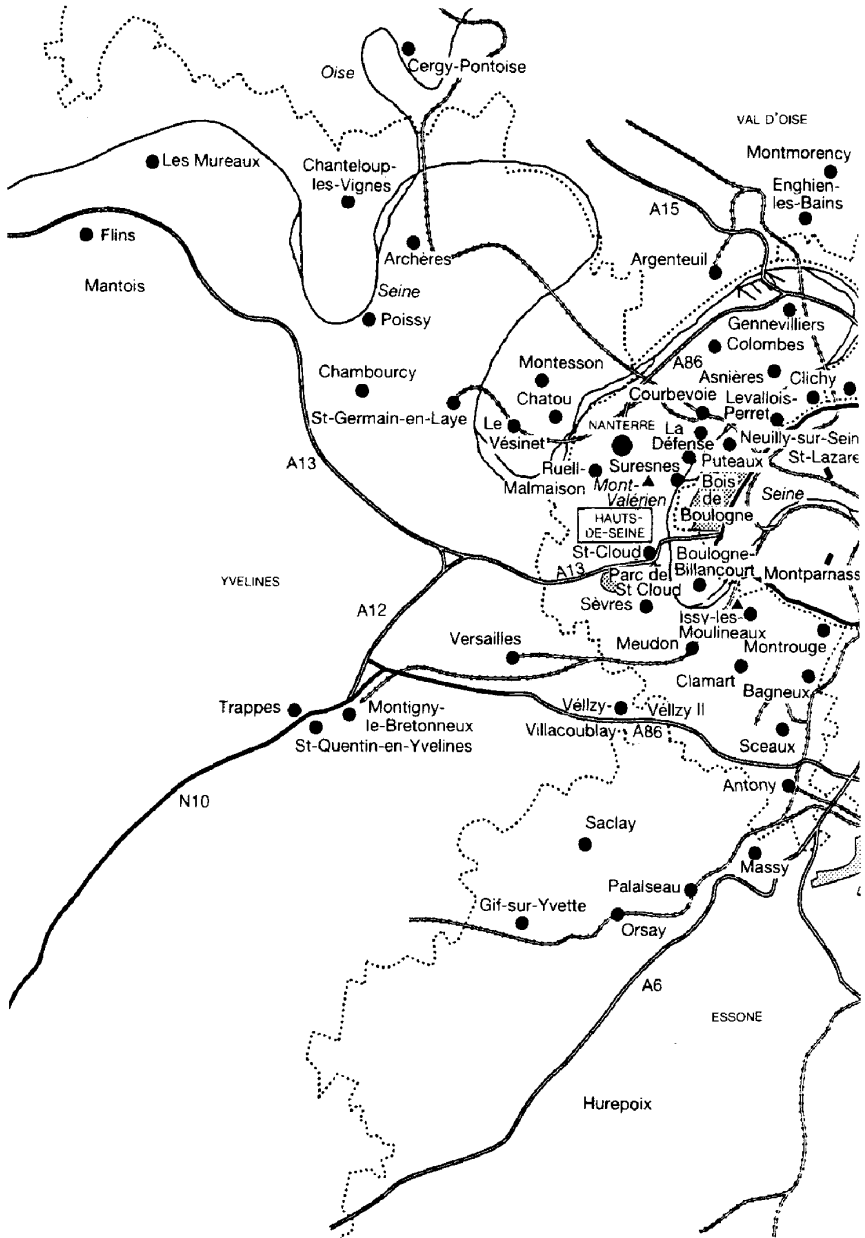 Cergy-Pontoise
Oise
VAL D'OISE
Montmorency
Les Mureaux
Chanteloup-
les-Vignes
Enghien-
les-Bains
A15
Flins
Archères
Argenteuil
Mantois
Seine
Poissy
Gennevilliers
Colombes
A86
Montesson
Chambourcy
Asnières
Clichy
Chatou
Courbevoie
Levallois-
Perret
St-Germain-en-Laye
Le
Vésinet
NANTERRE
La
Défense
Neuilly-sur-Sein
St-Lazare
A13
Rueil-
Malmaison
Suresnes
Puteaux
Mont-
Valérien
Bois
de
Boulogne
Seine
HAUTS-
DE-SEINE
St-Cloud
Boulogne-
Billancourt
A13
Parc de
St Cloud
Montparnass
YVELINES
Sèvres
A12
Issy-les-
Moulineaux
Versailles
Meudon
Montrouge
Clamart
Bagneux
Trappes
Montigny-
le-Bretonneux
Véllzy-
Villacoublay
Véllzy II
A86
St-Quentin-en-Yvelines
Sceaux
Antony
N10
Saclay
Massy
Palaiseau
Gif-sur-Yvette
Orsay
A6
ESSONE
Hurepoix